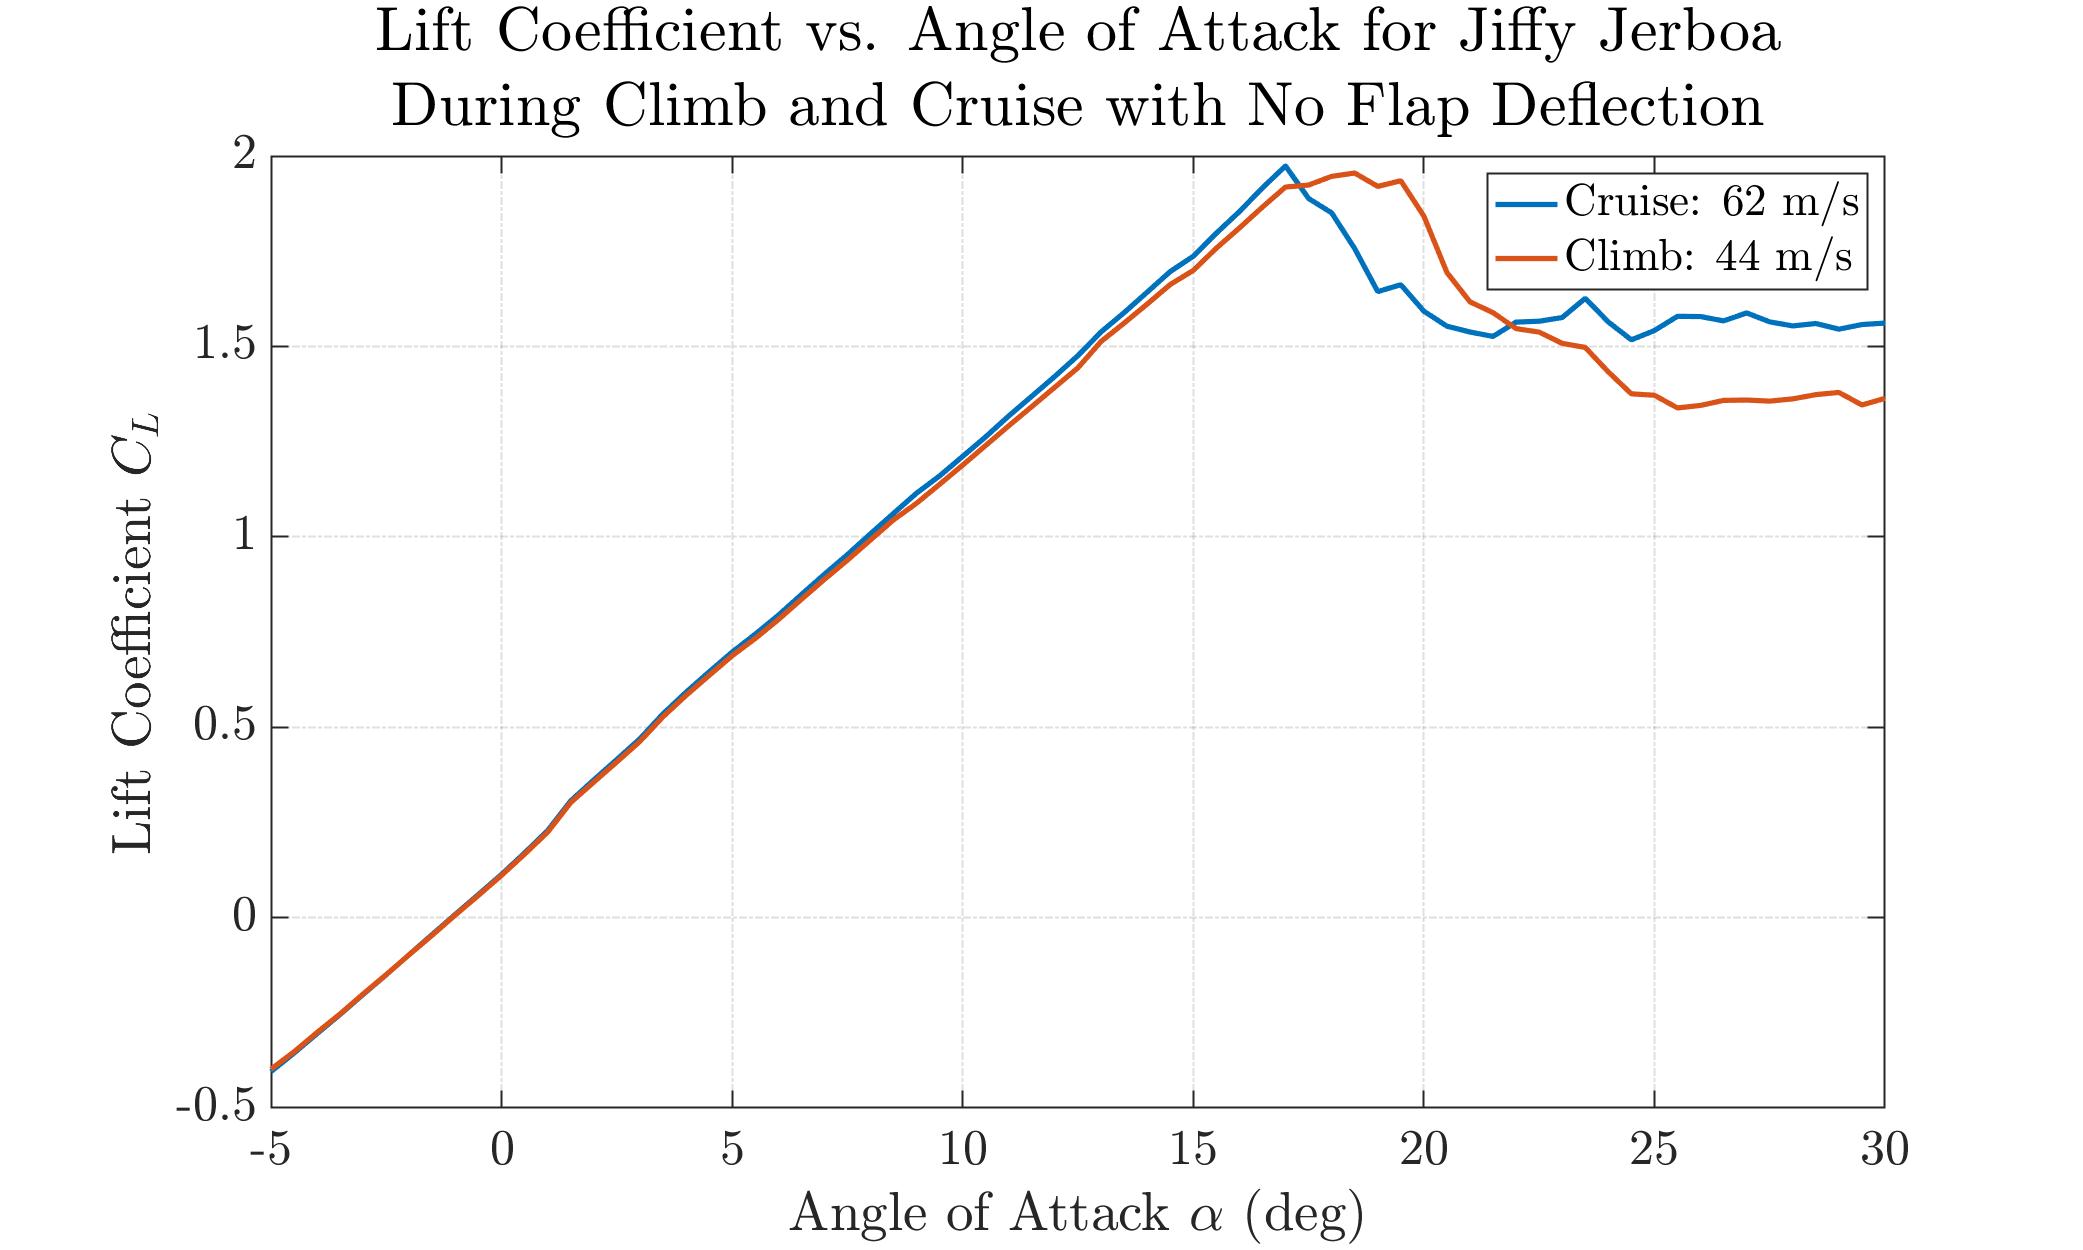 Lift Coefficient vs. Angle of Attack for Jiffy Jerboa
During Climb and Cruise with No Flap Deflection
Cruise: 62 m/s
Climb: 44 m/s
2
1.5
1
0.5
0
-0.5
Lift Coefficient C_L
-5 0 5 10 15 20 25 30
Angle of Attack α (deg)